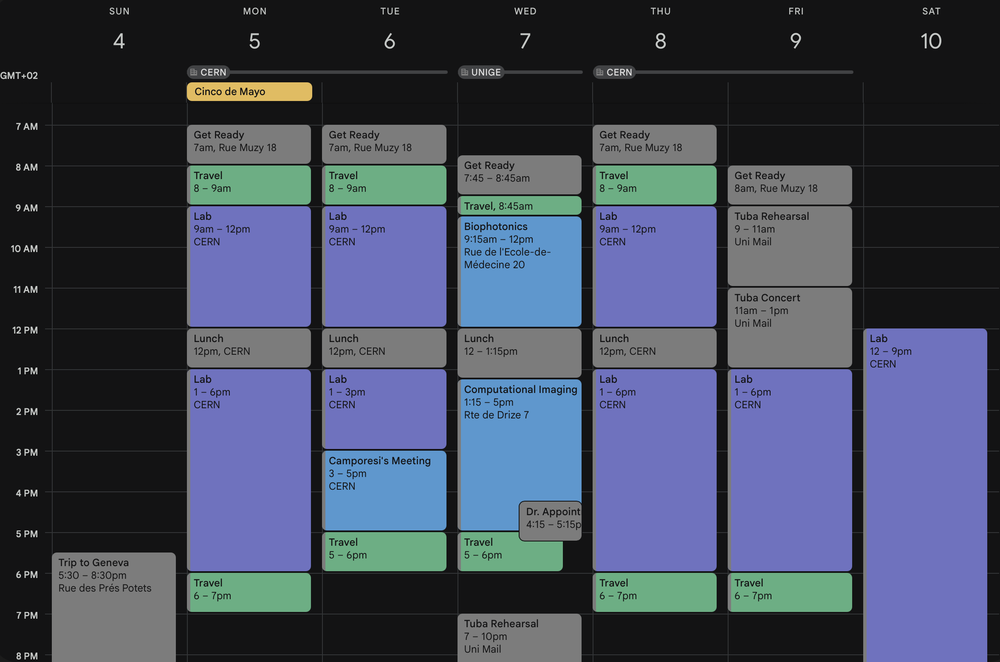 SUN
MON
TUE
WED
THU
FRI
SAT
4
5
6
7
8
9
10
GMT+02
CERN
UNIGE
CERN
Cinco de Mayo
7 AM
8 AM
9 AM
10 AM
11 AM
12 PM
1 PM
2 PM
3 PM
4 PM
5 PM
6 PM
7 PM
8 PM
Trip to Geneva
5:30 – 8:30pm
Rue des Prés Potets
Get Ready
7am, Rue Muzy 18
Travel
8 – 9am
Lab
9am – 12pm
CERN
Lunch
12pm, CERN
Lab
1 – 6pm
CERN
Travel
6 – 7pm
Get Ready
7am, Rue Muzy 18
Travel
8 – 9am
Lab
9am – 12pm
CERN
Lunch
12pm, CERN
Lab
1 – 3pm
CERN
Camporesi's Meeting
3 – 5pm
CERN
Travel
5 – 6pm
Get Ready
7:45 – 8:45am
Travel, 8:45am
Biophotonics
9:15am – 12pm
Rue de l'Ecole-de-
Médecine 20
Lunch
12 – 1:15pm
Computational Imaging
1:15 – 5pm
Rte de Drize 7
Dr. Appoint
4:15 – 5:15p
Travel
5 – 6pm
Tuba Rehearsal
7 – 10pm
Uni Mail
Get Ready
7am, Rue Muzy 18
Travel
8 – 9am
Lab
9am – 12pm
CERN
Lunch
12pm, CERN
Lab
1 – 6pm
CERN
Travel
6 – 7pm
Get Ready
8am, Rue Muzy 18
Tuba Rehearsal
9 – 11am
Uni Mail
Tuba Concert
11am – 1pm
Uni Mail
Lab
1 – 6pm
CERN
Travel
6 – 7pm
Lab
12 – 9pm
CERN